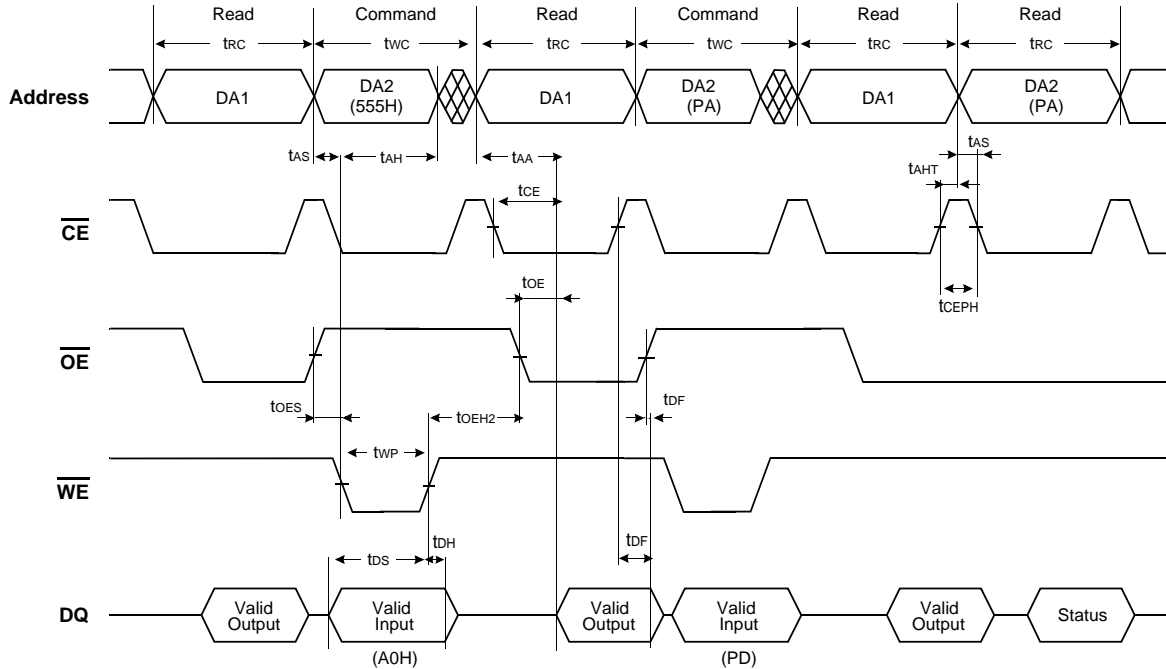 Read Command Read Command Read Read
tRC tWC tRC tWC tRC tRC
Address DA1 DA2 (555H) DA1 DA2 (PA) DA1 DA2 (PA)
tAS tAH tAA tAS
tAHT
tCE
CE
tOE tCEPH
OE
tOES tOEH2 tDF
tWP
WE
tDS tDH tDF
DQ Valid Output Valid Input Valid Output Valid Input Valid Output Status
(A0H) (PD)